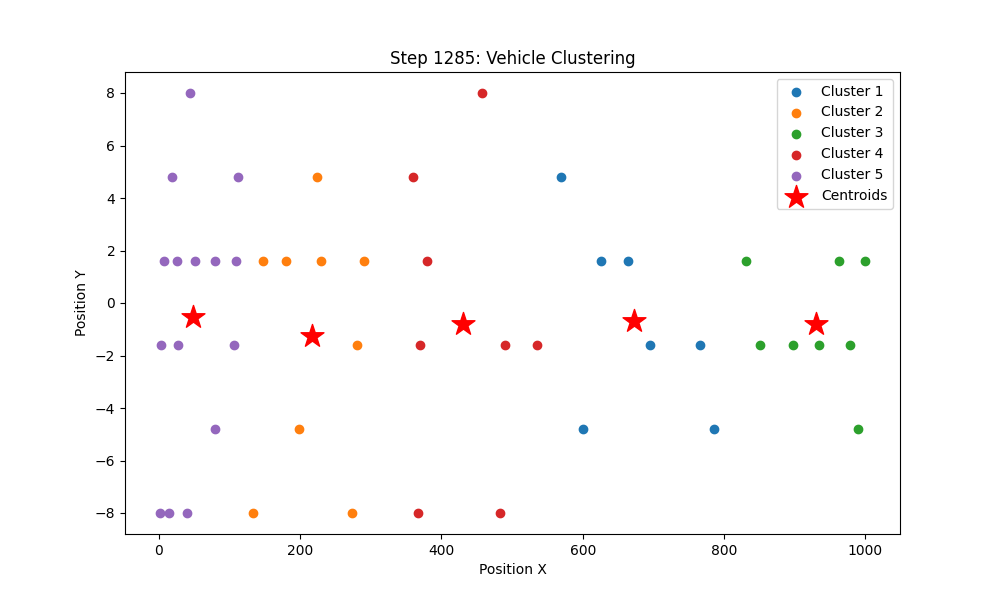 Step 1285: Vehicle Clustering
Cluster 1
Cluster 2
Cluster 3
Cluster 4
Cluster 5
Centroids
Position Y
8
6
4
2
0
−2
−4
−6
−8
0 200 400 600 800 1000
Position X